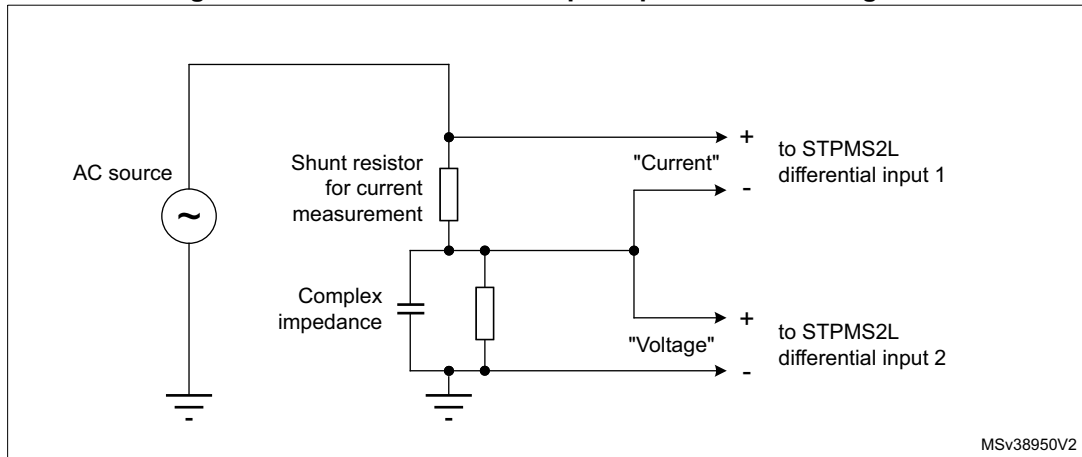 AC source
~
Shunt resistor
for current
measurement
Complex
impedance
"Current"
+
-
to STPMS2L
differential input 1
"Voltage"
+
-
to STPMS2L
differential input 2
MSv38950V2